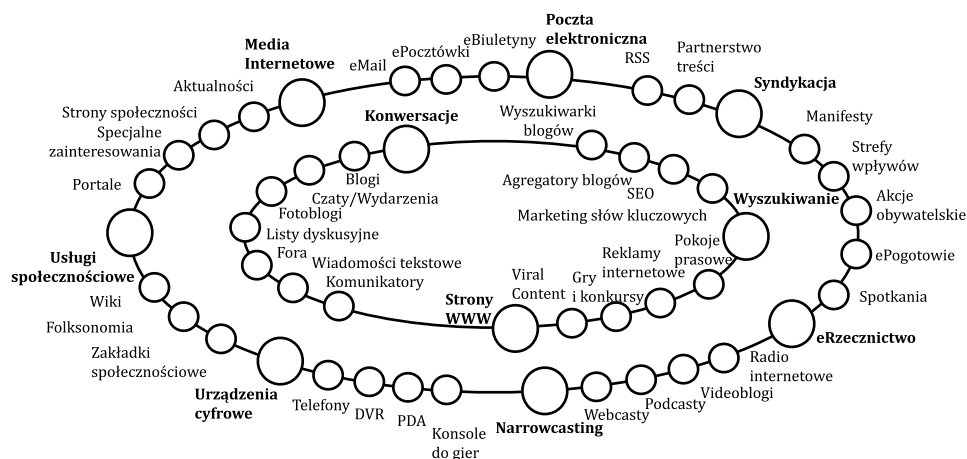 Poczta
elektroniczna
eBiuletyny
ePocztówki
eMail
Media
Internetowe
Aktualności
Strony społeczności
Specjalne
zainteresowania
Portale
Usługi
społecznościowe
Wiki
Folksonomia
Zakładki
społecznościowe
Urządzenia
cyfrowe
Telefony
DVR
PDA
Konsole
do gier
Narrowcasting
Webcasty
Podcasty
Videoblogi
Radio
internetowe
eRzecznictwo
Spotkania
ePogotowie
Akcje
obywatelskie
Strefy
wpływów
Manifesty
Syndykacja
Partnerstwo
treści
RSS
Konwersacje
Blogi
Czaty/Wydarzenia
Fotoblogi
Listy dyskusyjne
Fora
Wiadomości tekstowe
Komunikatory
Strony
WWW
Viral
Content
Gry
i konkursy
Reklamy
internetowe
Pokoje
prasowe
Wyszukiwanie
Marketing słów kluczowych
SEO
Agregatory blogów
Wyszukiwarki
blogów